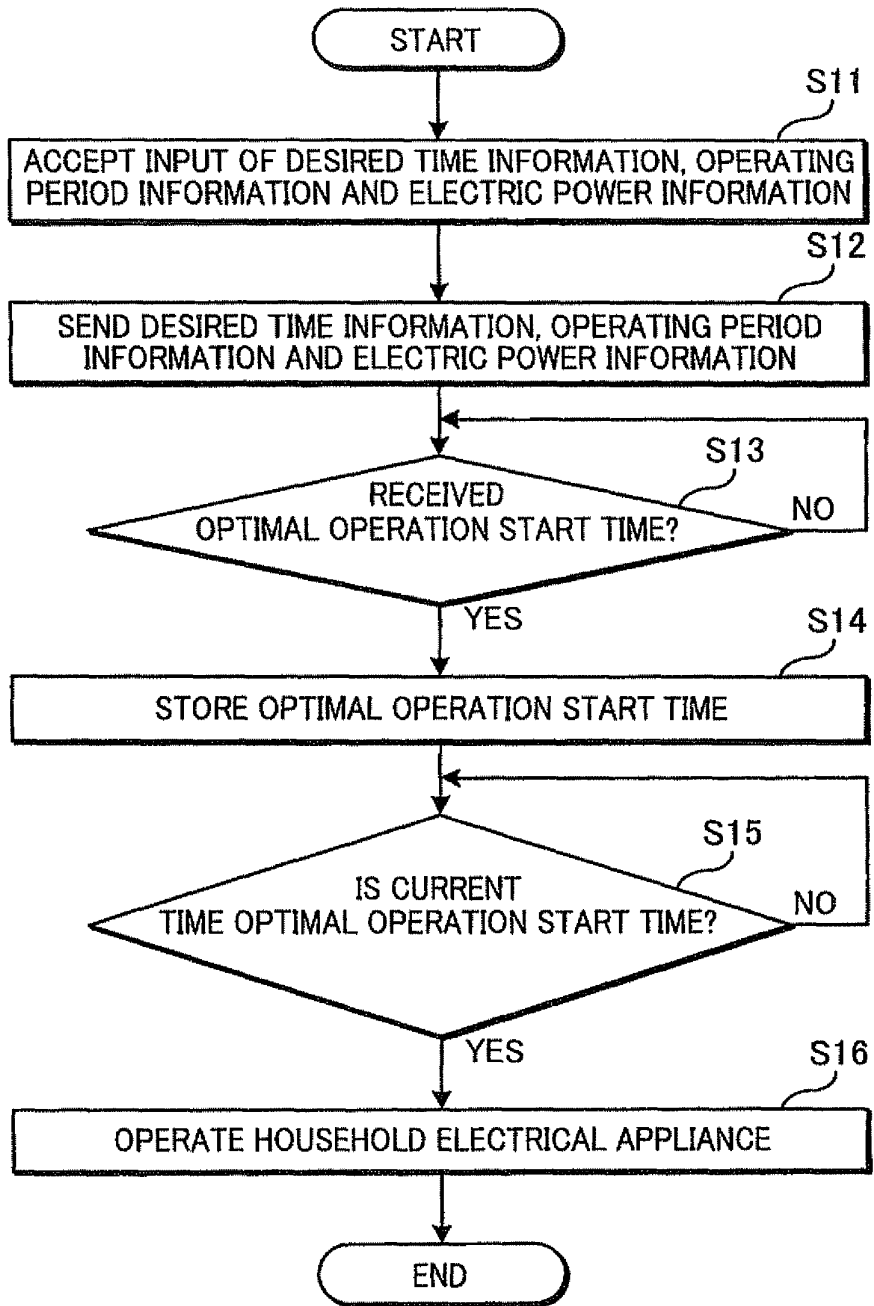 START
S11
ACCEPT INPUT OF DESIRED TIME INFORMATION, OPERATING
PERIOD INFORMATION AND ELECTRIC POWER INFORMATION
S12
SEND DESIRED TIME INFORMATION, OPERATING PERIOD
INFORMATION AND ELECTRIC POWER INFORMATION
S13
RECEIVED
OPTIMAL OPERATION START TIME?
NO
YES
S14
STORE OPTIMAL OPERATION START TIME
S15
IS CURRENT
TIME OPTIMAL OPERATION START TIME?
NO
YES
S16
OPERATE HOUSEHOLD ELECTRICAL APPLIANCE
END